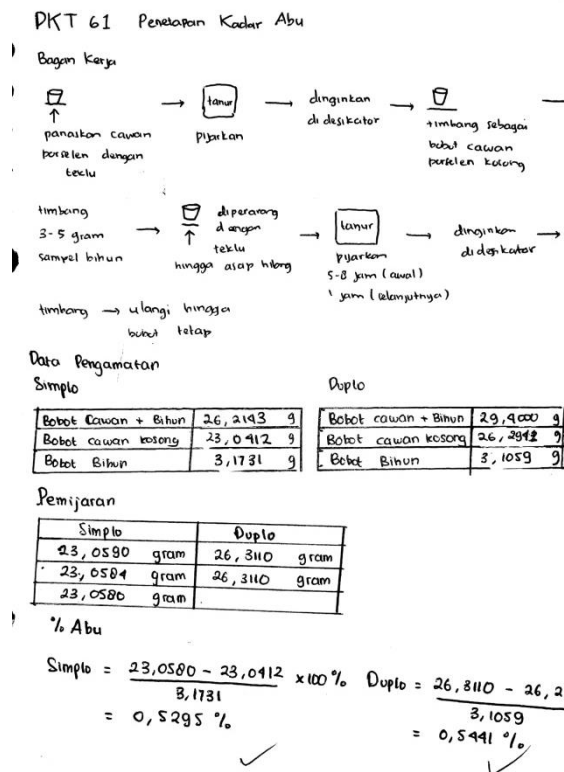 PKT 61 Penetapan Kadar Abu
Bagan Kerja
panaskan cawan porselen dengan teklu → tanur pijarkan → dinginkan di desikator → timbang sebagai bobot cawan porselen kosong →
timbang 3-5 gram sampel bihun → diperarang dengan teklu hingga asap hilang → tanur pijarkan 5-8 jam (awal) 1 jam (selanjutnya) → dinginkan di desikator →
timbang → ulangi hingga
bobot tetap
Data Pengamatan
Simplo
Bobot Cawan + Bihun 26,2143 g
Bobot cawan kosong 23,0412 g
Bobot Bihun 3,1731 g
Duplo
Bobot cawan + Bihun 29,4000 g
Bobot cawan kosong 26,2941 g
Bobot Bihun 3,1059 g
Pemijaran
Simplo Duplo
23,0590 gram 26,3110 gram
23,0584 gram 26,3110 gram
23,0580 gram
% Abu
Simplo = 23,0580 - 23,0412 / 3,1731 x 100 %
= 0,5295 %
Duplo = 26,3110 - 26,2 / 3,1059
= 0,5441 %